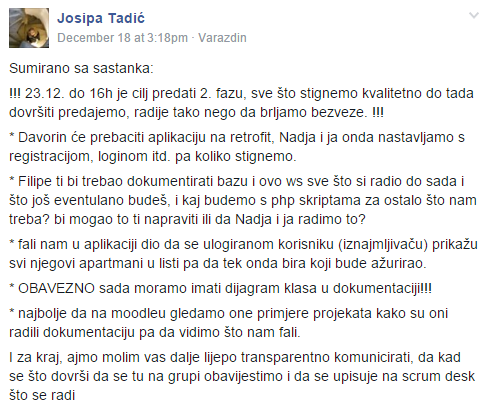 Josipa Tadić
December 18 at 3:18pm · Varazdin
Sumirano sa sastanka:
!!! 23.12. do 16h je cilj predati 2. fazu, sve što stignemo kvalitetno do tada
dovršiti predajemo, radije tako nego da brljamo bezveze. !!!
* Davorin će prebaciti aplikaciju na retrofit, Nadja i ja onda nastavljamo s
registracijom, loginom itd. pa koliko stignemo.
* Filipe ti bi trebao dokumentirati bazu i ovo ws sve što si radio do sada i
što još eventulano budeš, i kaj budemo s php skriptama za ostalo što nam
treba? bi mogao to ti napraviti ili da Nadja i ja radimo to?
* fali nam u aplikaciji dio da se ulogiranom korisniku (iznajmljivaču) prikažu
svi njegovi apartmani u listi pa da tek onda bira koji bude ažurirao.
* OBAVEZNO sada moramo imati dijagram klasa u dokumentaciji!!!
* najbolje da na moodleu gledamo one primjere projekata kako su oni
radili dokumentaciju pa da vidimo što nam fali.
I za kraj, ajmo molim vas dalje lijepo transparentno komunicirati, da kad
se što dovrši da se tu na grupi obavijestimo i da se upisuje na scrum desk
što se radi